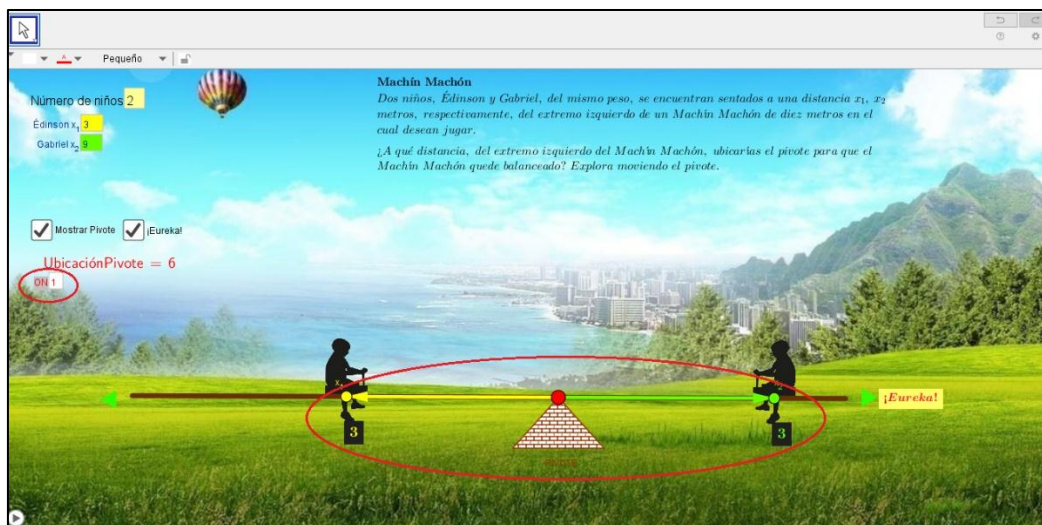 Pequeño
Número de niños 2
Édinson x₁ 3
Gabriel x₂ 9
Machín Machón
Dos niños, Édinson y Gabriel, del mismo peso, se encuentran sentados a una distancia x₁, x₂
metros, respectivamente, del extremo izquierdo de un Machín Machón de diez metros en el
cual desean jugar.
¿A qué distancia, del extremo izquierdo del Machín Machón, ubicarías el pivote para que el
Machín Machón quede balanceado? Explora moviendo el pivote.
Mostrar Pivote ¡Eureka!
UbicaciónPivote = 6
ON 1
3
3
¡Eureka!